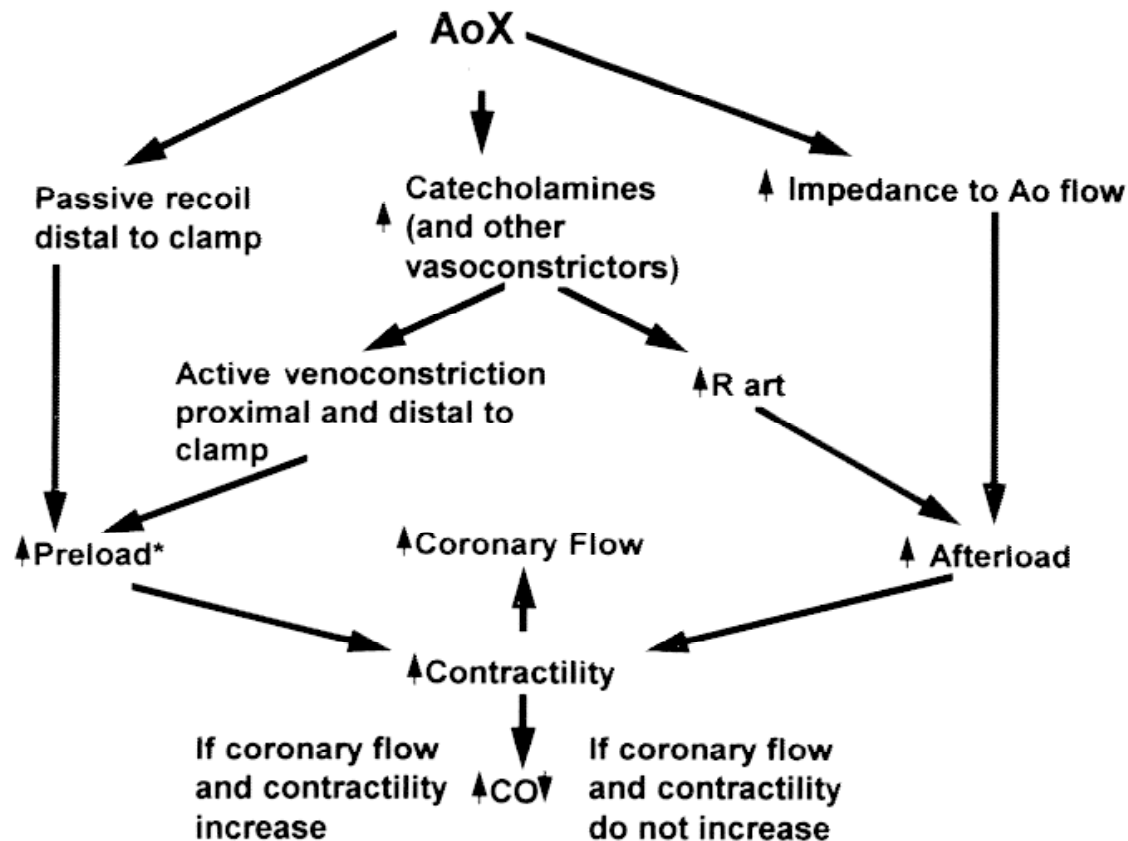 AoX
Passive recoil
distal to clamp
Catecholamines
(and other
vasoconstrictors)
Impedance to Ao flow
Active venoconstriction
proximal and distal to
clamp
R art
Preload*
Coronary Flow
Afterload
Contractility
If coronary flow
and contractility
increase
CO
If coronary flow
and contractility
do not increase